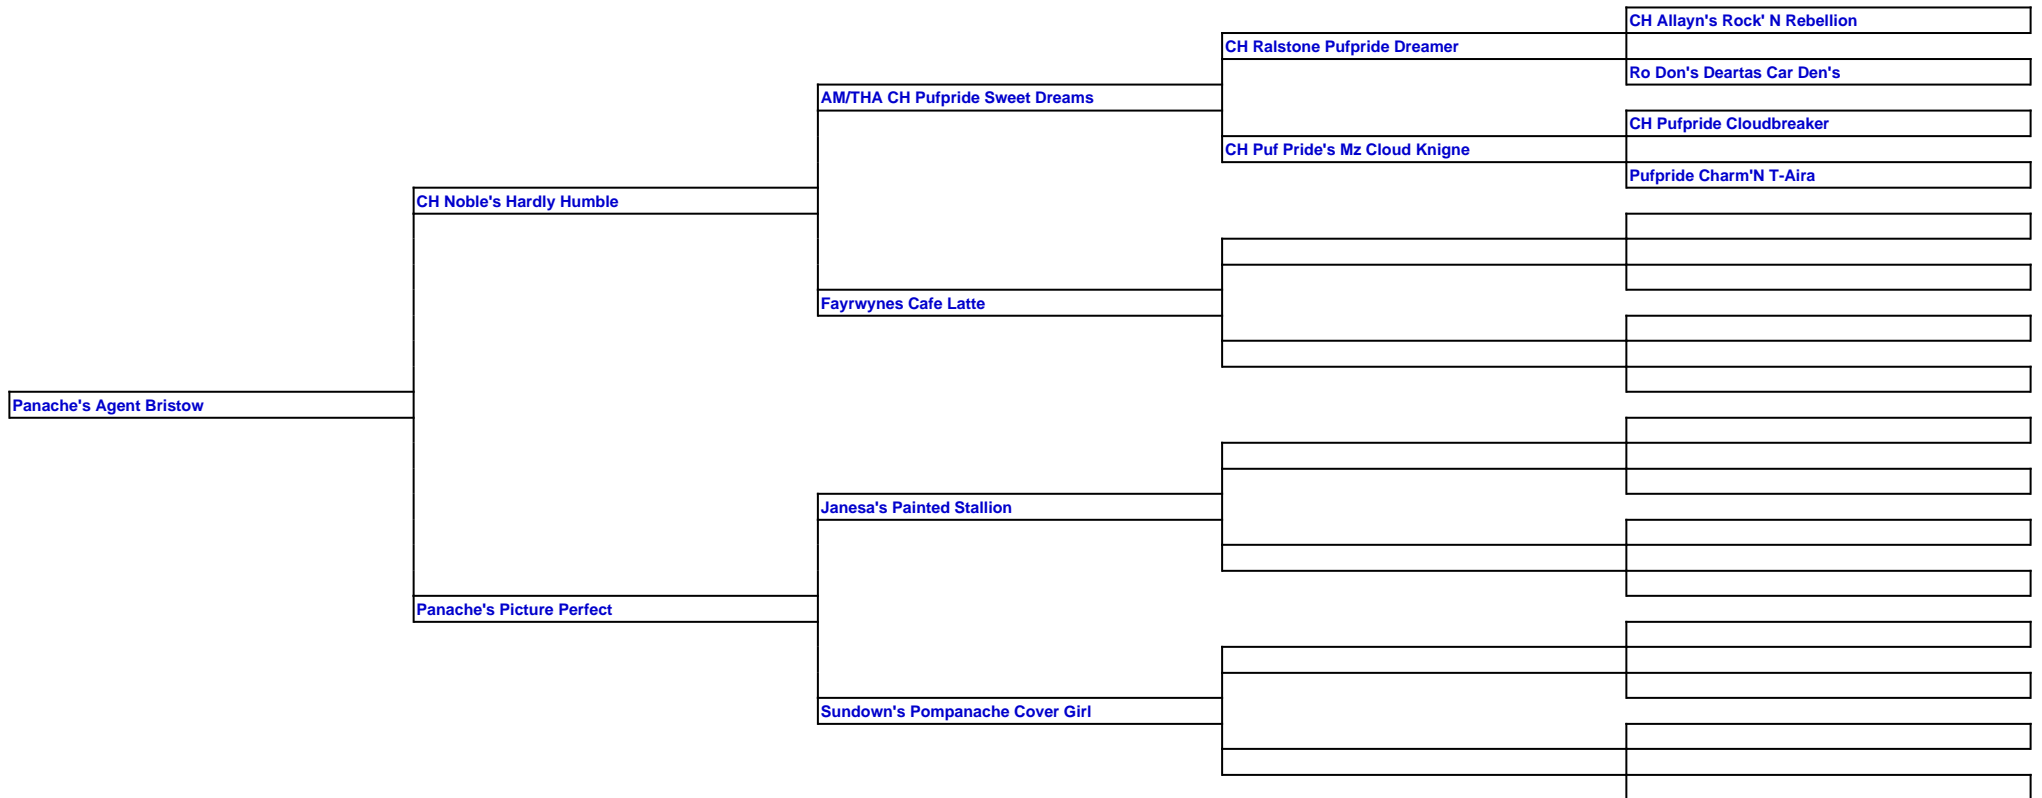 CH Allayn's Rock' N Rebellion
CH Ralstone Pufpride Dreamer
Ro Don's Deartas Car Den's
AM/THA CH Pufpride Sweet Dreams
CH Pufpride Cloudbreaker
CH Puf Pride's Mz Cloud Knigne
Pufpride Charm'N T-Aira
CH Noble's Hardly Humble
Fayrwynes Cafe Latte
Panache's Agent Bristow
Janesa's Painted Stallion
Panache's Picture Perfect
Sundown's Pompanache Cover Girl